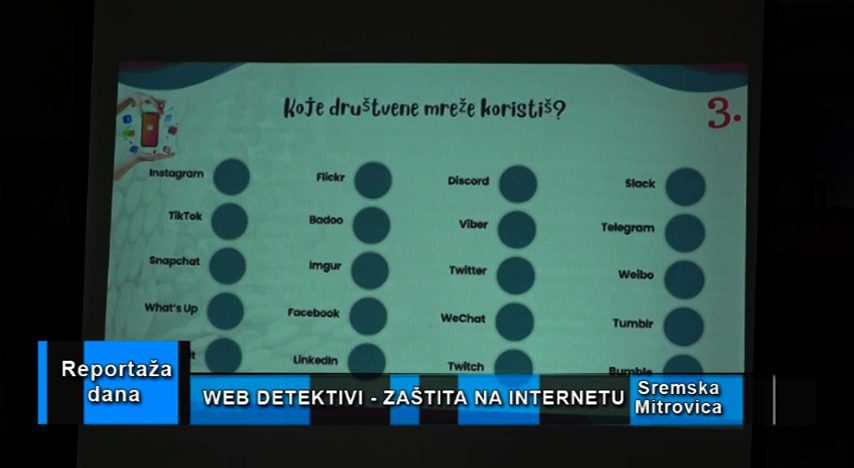 Koje društvene mreže koristiš?
3.
Instagram
TikTok
Snapchat
What's Up
Flickr
Badoo
Imgur
Facebook
LinkedIn
Discord
Viber
Twitter
WeChat
Twitch
Slack
Telegram
Weibo
Tumblr
Bumble
Reportaža
dana
WEB DETEKTIVI - ZAŠTITA NA INTERNETU
Sremska
Mitrovica